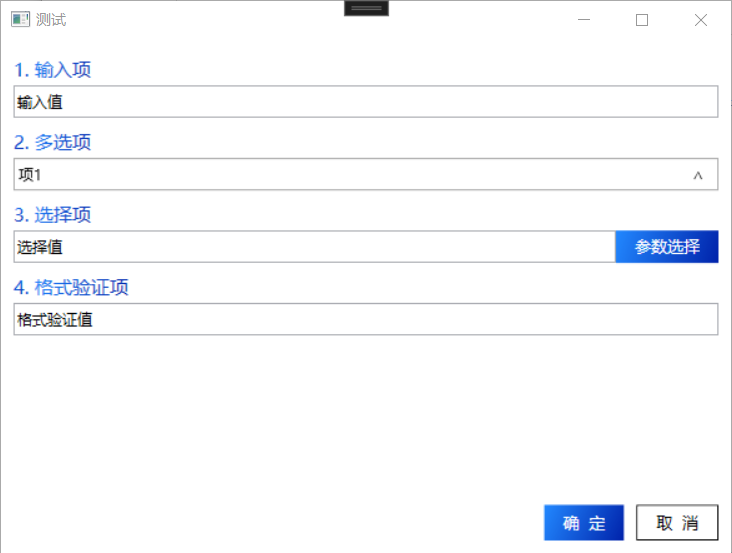 测试
1. 输入项
输入值
2. 多选项
项1
3. 选择项
选择值 参数选择
4. 格式验证项
格式验证值
确 定 取 消